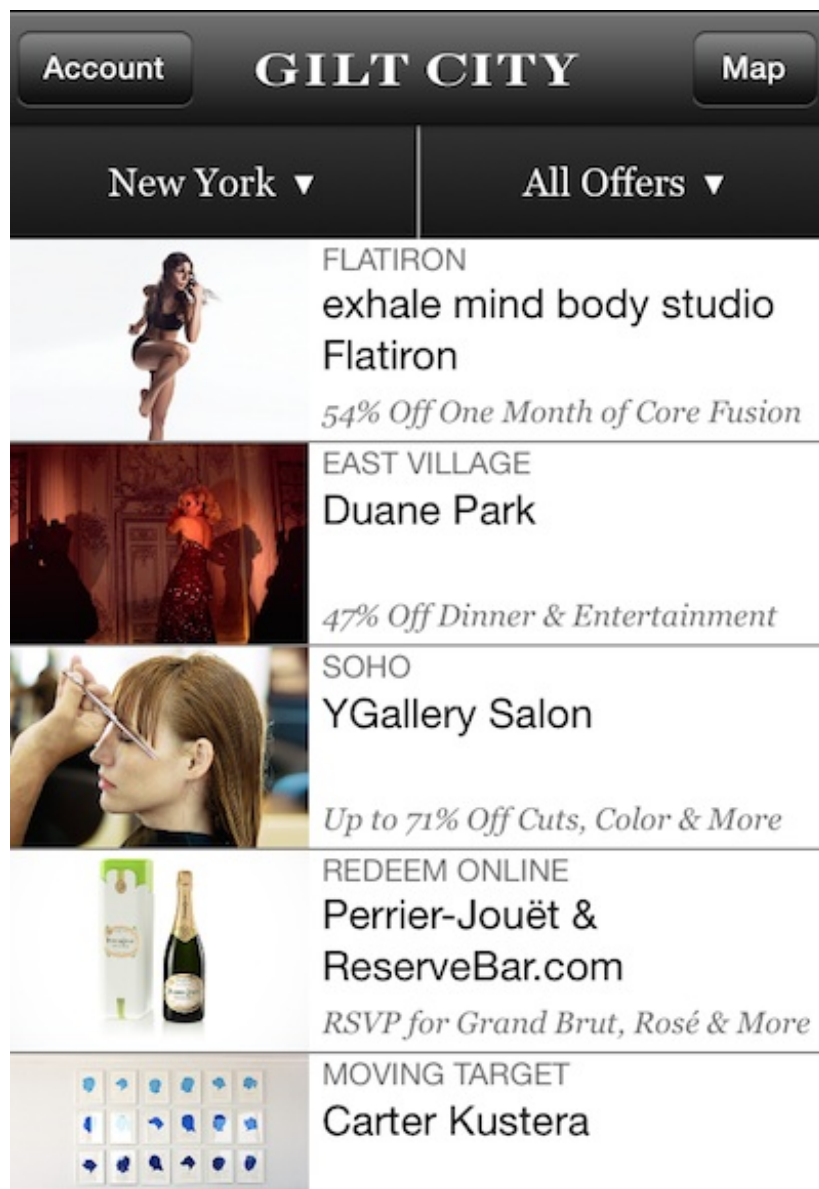 Account
GILT CITY
Map
New York ▼
All Offers ▼
FLATIRON
exhale mind body studio
Flatiron
54% Off One Month of Core Fusion
EAST VILLAGE
Duane Park
47% Off Dinner & Entertainment
SOHO
YGallery Salon
Up to 71% Off Cuts, Color & More
REDEEM ONLINE
Perrier-Jouët &
ReserveBar.com
RSVP for Grand Brut, Rosé & More
MOVING TARGET
Carter Kustera